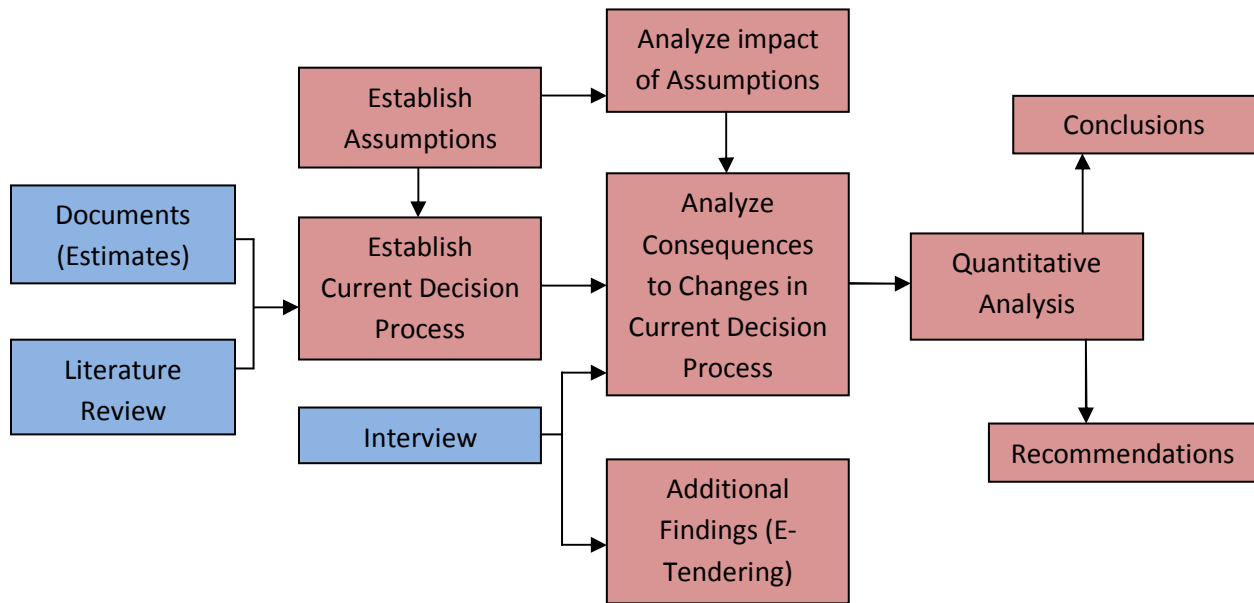 Analyze impact
of Assumptions
Establish
Assumptions
Conclusions
Documents
(Estimates)
Establish
Current Decision
Process
Analyze
Consequences
to Changes in
Current Decision
Process
Quantitative
Analysis
Literature
Review
Interview
Recommendations
Additional
Findings (E-
Tendering)